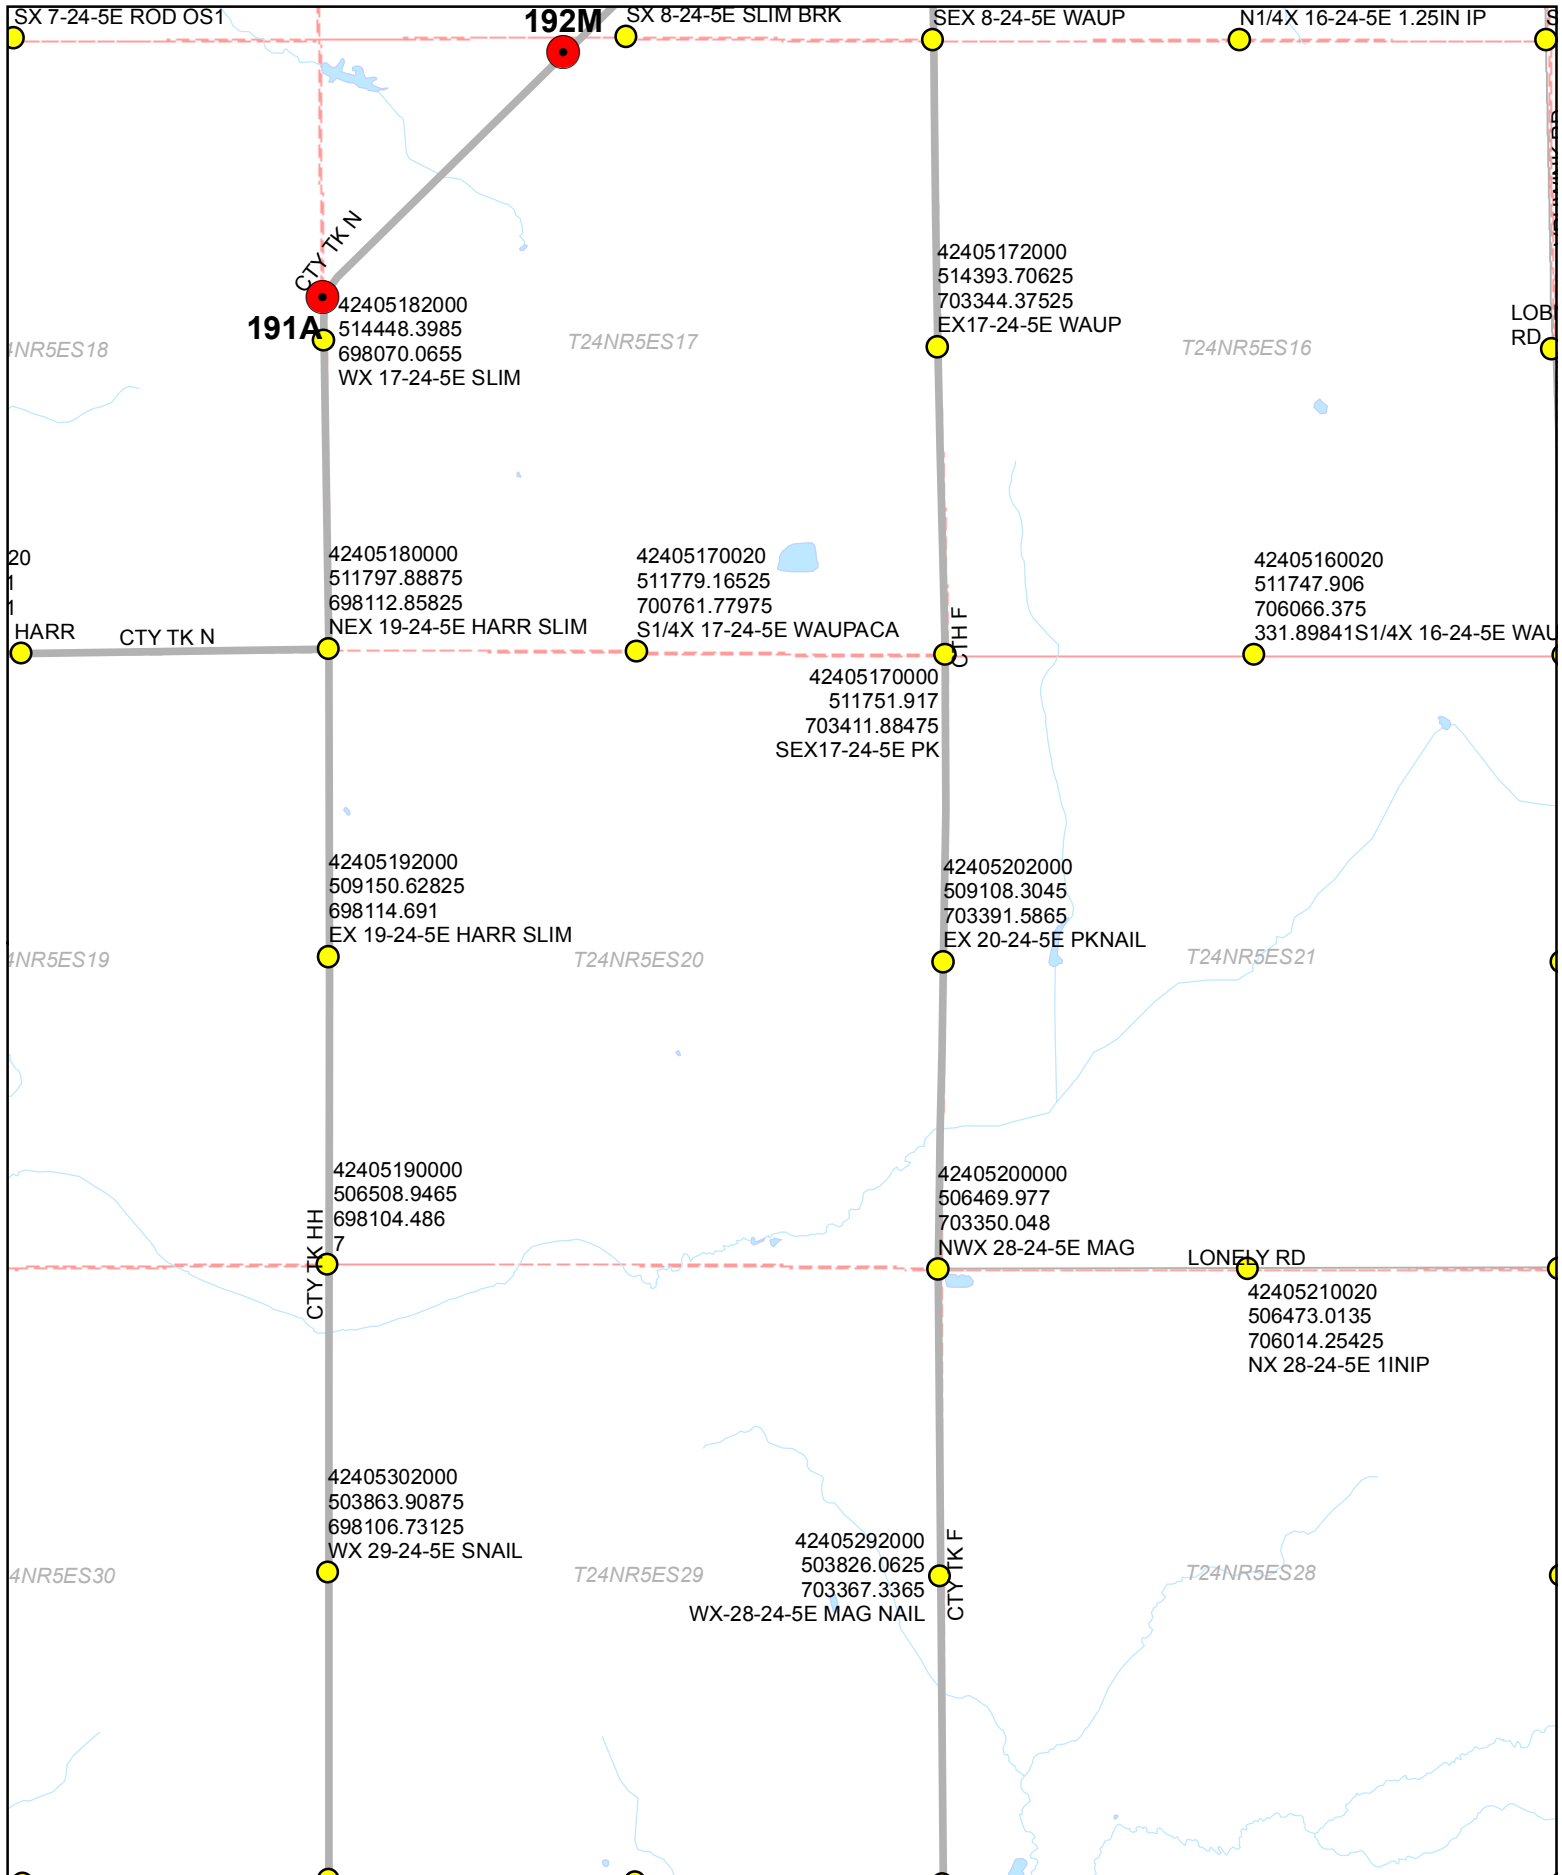 SX 7-24-5E ROD OS1
192M
SX 8-24-5E SLIM BRK
SEX 8-24-5E WAUP
N1/4X 16-24-5E 1.25IN IP
S
CTY TK N
191A
42405182000
514448.3985
698070.0655
WX 17-24-5E SLIM
4NR5ES18
T24NR5ES17
42405172000
514393.70625
703344.37525
EX17-24-5E WAUP
T24NR5ES16
RD
20
1
1
HARR
CTY TK N
42405180000
511797.88875
698112.85825
NEX 19-24-5E HARR SLIM
42405170020
511779.16525
700761.77975
S1/4X 17-24-5E WAUPACA
CTH F
42405160020
511747.906
706066.375
331.89841S1/4X 16-24-5E WAU
42405170000
511751.917
703411.88475
SEX17-24-5E PK
42405192000
509150.62825
698114.691
EX 19-24-5E HARR SLIM
42405202000
509108.3045
703391.5865
EX 20-24-5E PKNAIL
4NR5ES19
T24NR5ES20
T24NR5ES21
42405190000
506508.9465
698104.486
7
CTY TK HH
42405200000
506469.977
703350.048
NWX 28-24-5E MAG
LONELY RD
42405210020
506473.0135
706014.25425
NX 28-24-5E 1INIP
42405302000
503863.90875
698106.73125
WX 29-24-5E SNAIL
42405292000
503826.0625
703367.3365
WX-28-24-5E MAG NAIL
CTY TK F
4NR5ES30
T24NR5ES29
T24NR5ES28